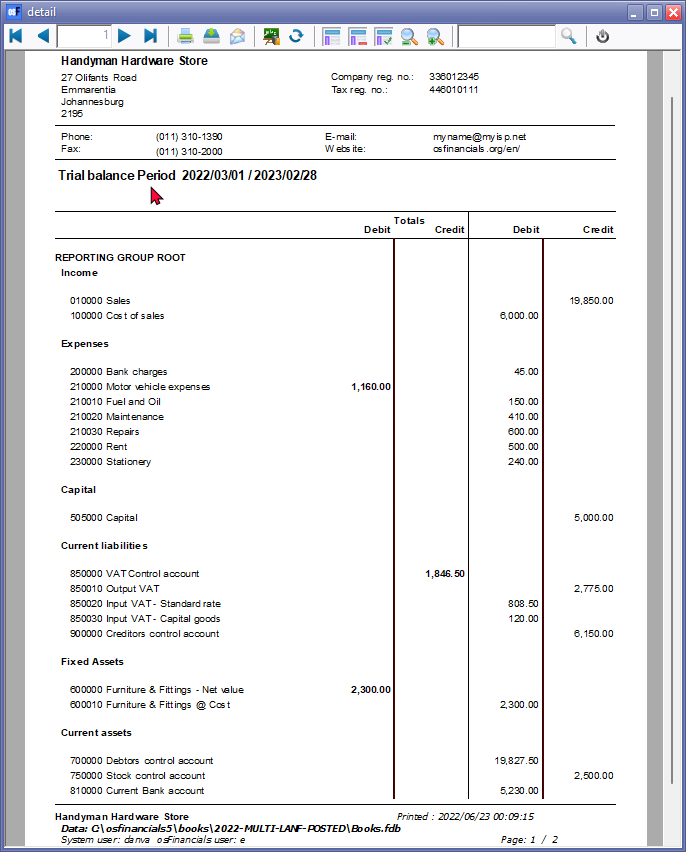 detail
1
Handyman Hardware Store
27 Olifants Road Company reg. no.: 336012345
Emmarentia Tax reg. no.: 446010111
Johannesburg
2195
Phone: (011) 310-1390 E-mail: myname@myisp.net
Fax: (011) 310-2000 Website: osfinancials.org/en/
Trial balance Period 2022/03/01 / 2023/02/28
Totals
Debit Credit Debit Credit
REPORTING GROUP ROOT
Income
010000 Sales 19,850.00
100000 Cost of sales 6,000.00
Expenses
200000 Bank charges 45.00
210000 Motor vehicle expenses 1,160.00
210010 Fuel and Oil 150.00
210020 Maintenance 410.00
210030 Repairs 600.00
220000 Rent 500.00
230000 Stationery 240.00
Capital
505000 Capital 5,000.00
Current liabilities
850000 VAT Control account 1,846.50
850010 Output VAT 2,775.00
850020 Input VAT - Standard rate 808.50
850030 Input VAT - Capital goods 120.00
900000 Creditors control account 6,150.00
Fixed Assets
600000 Furniture & Fittings - Net value 2,300.00
600010 Furniture & Fittings @ Cost 2,300.00
Current assets
700000 Debtors control account 19,827.50
750000 Stock control account 2,500.00
810000 Current Bank account 5,230.00
Handyman Hardware Store Printed : 2022/06/23 00:09:15
Data: C:\osfinancials5\books\2022-MULTI-LANF-POSTED\Books.fdb
System user: danva osFinancials user: e Page: 1 / 2